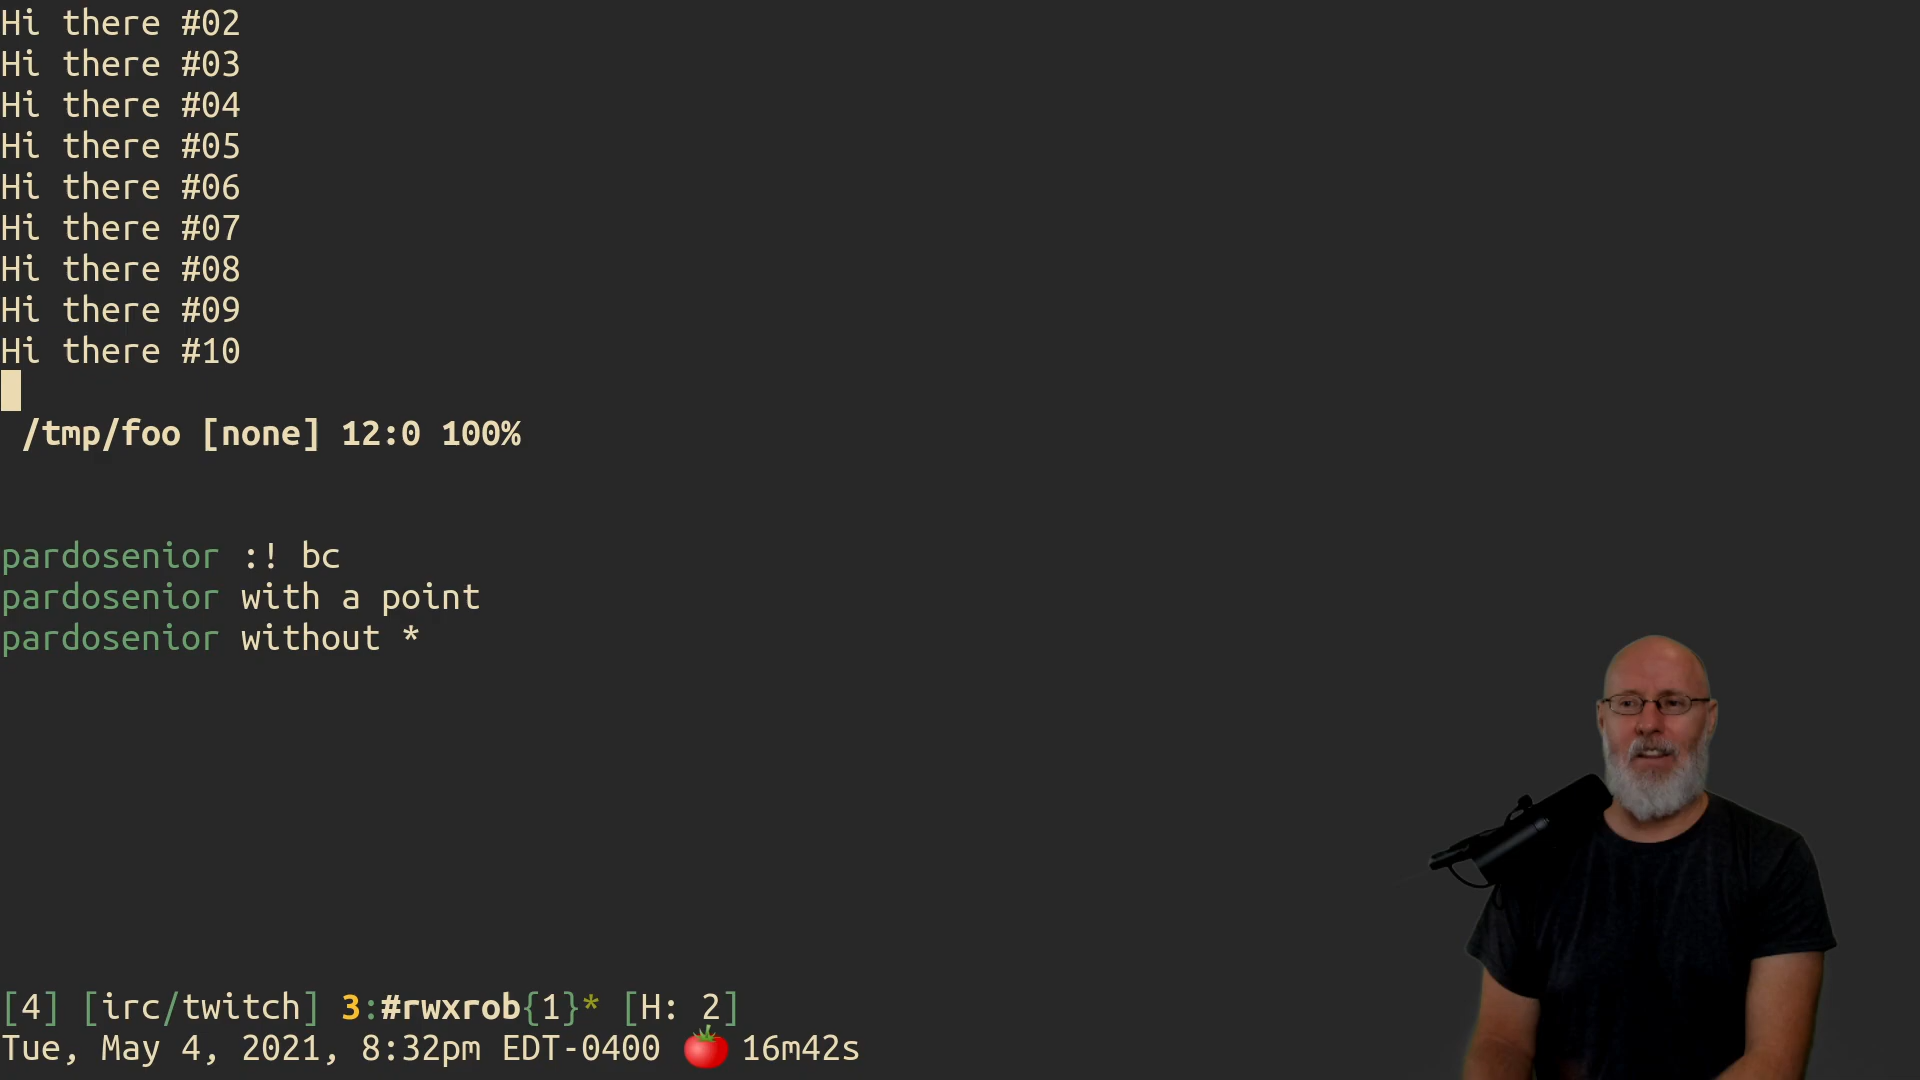 Hi there #02
Hi there #03
Hi there #04
Hi there #05
Hi there #06
Hi there #07
Hi there #08
Hi there #09
Hi there #10
/tmp/foo [none] 12:0 100%
pardosenior :! bc
pardosenior with a point
pardosenior without *
[4] [irc/twitch] 3:#rwxrob{1}* [H: 2]
Tue, May 4, 2021, 8:32pm EDT-0400 🍅 16m42s